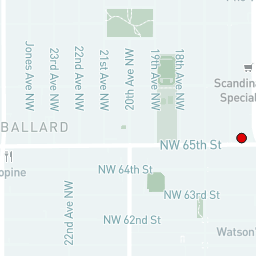 Jones Ave NW
23rd Ave NW
22nd Ave NW
21st Ave NW
20th Ave NW
19th Ave NW
18th Ave NW
Scandina
Special
BALLARD
NW 65th St
opine
NW 64th St
NW 63rd St
22nd Ave NW
NW 62nd St
Watson'